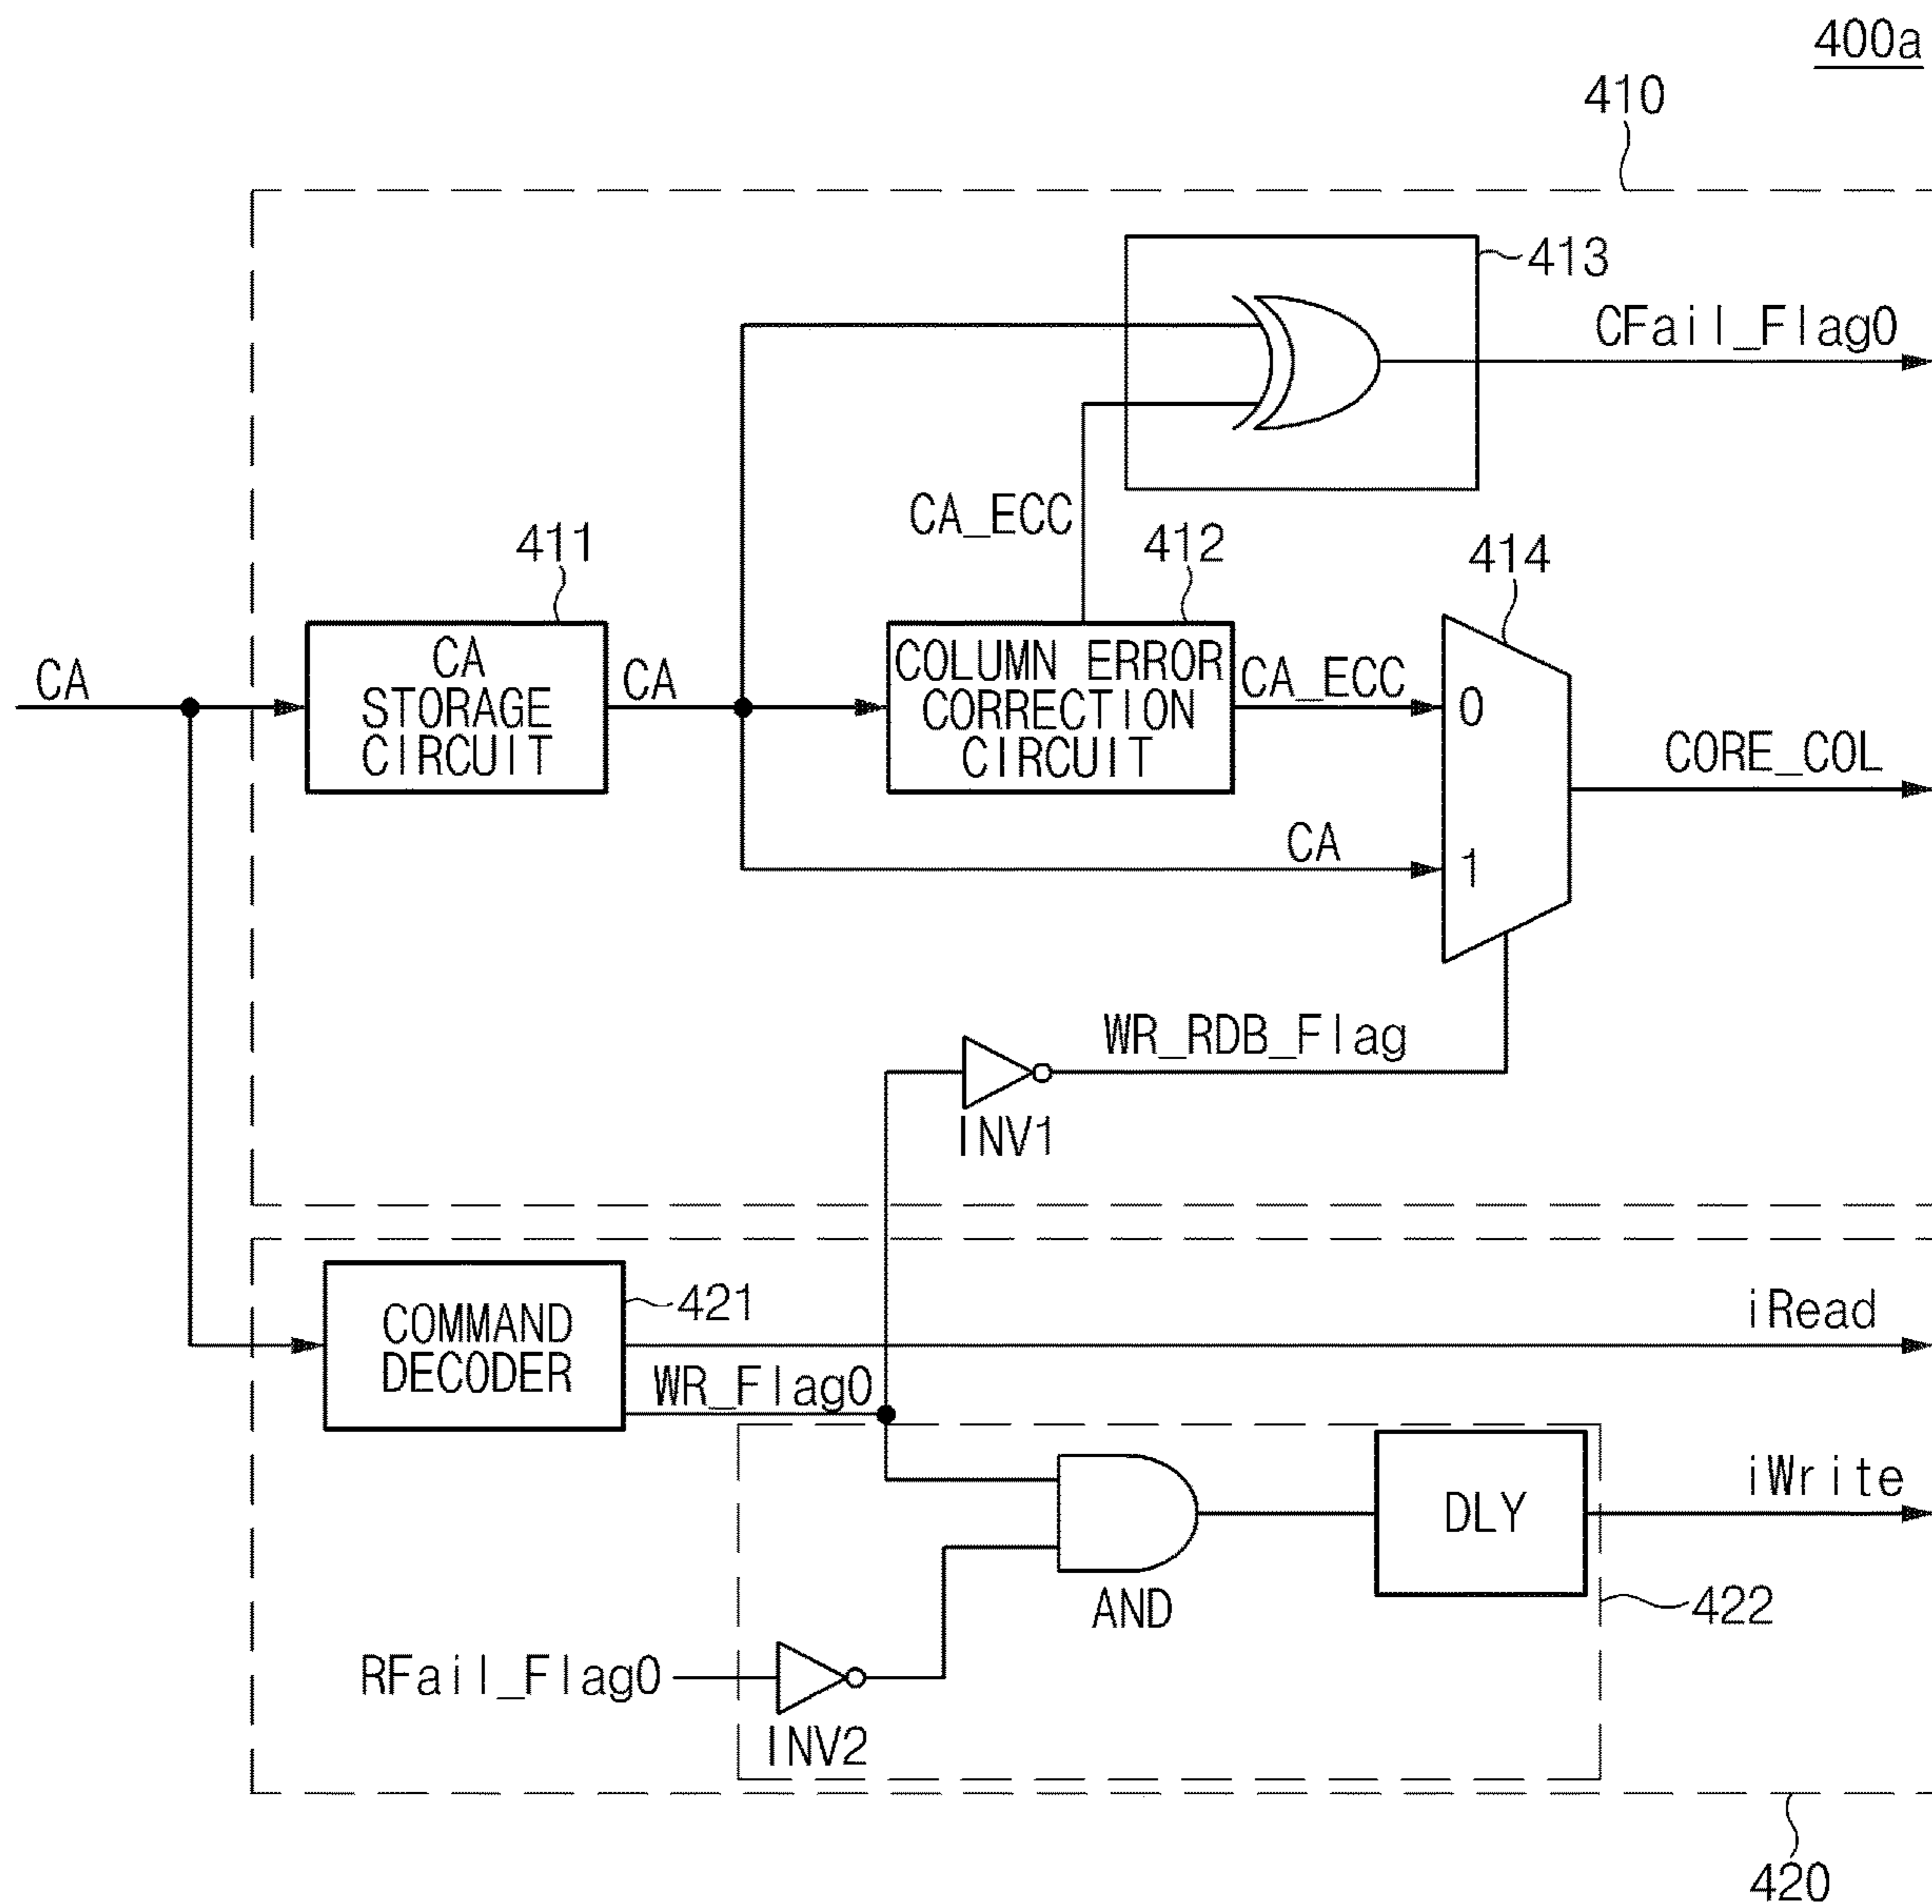 400a
410
413
CFail_Flag0
CA_ECC
411
412
414
CA
CA
STORAGE
CIRCUIT
CA
COLUMN ERROR
CORRECTION
CIRCUIT
CA_ECC
0
CORE_COL
CA
1
WR_RDB_Flag
INV1
COMMAND
DECODER
421
iRead
WR_Flag0
iWrite
DLY
AND
422
RFail_Flag0
INV2
420